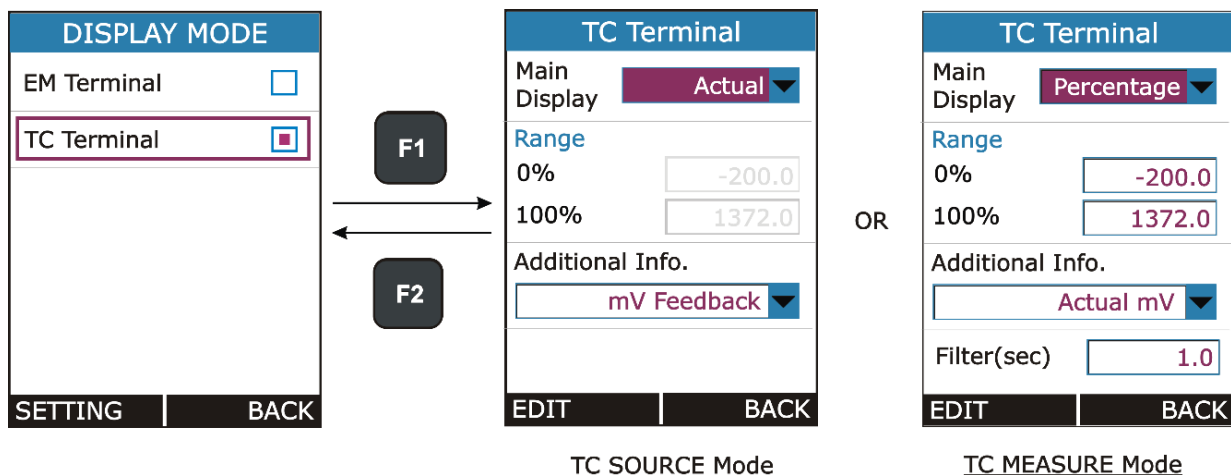 DISPLAY MODE
EM Terminal
TC Terminal
SETTING BACK
F1
F2
TC Terminal
Main
Display
Actual
Range
0% -200.0
100% 1372.0
Additional Info.
mV Feedback
EDIT BACK
TC SOURCE Mode
OR
TC Terminal
Main
Display
Percentage
Range
0% -200.0
100% 1372.0
Additional Info.
Actual mV
Filter(sec) 1.0
EDIT BACK
TC MEASURE Mode